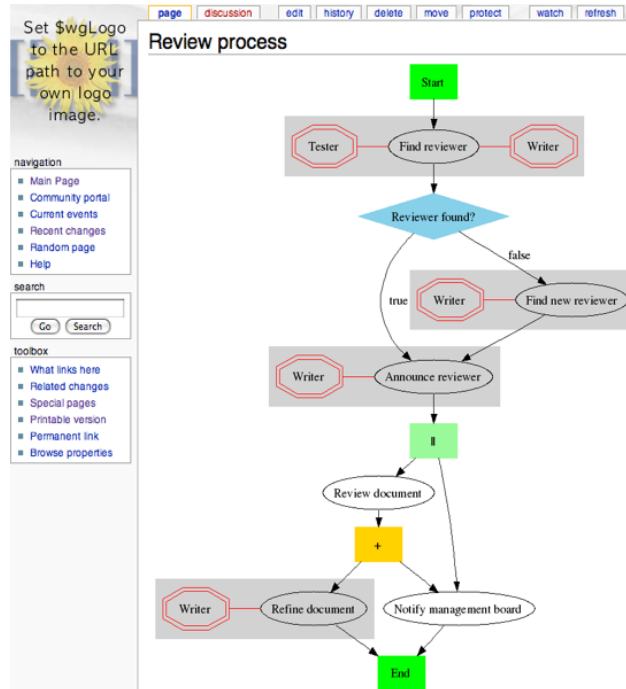 Set $wgLogo
to the URL
path to your
own logo
image.
page
discussion
edit
history
delete
move
protect
watch
refresh
Review process
navigation
Main Page
Community portal
Current events
Recent changes
Random page
Help
search
Go
Search
toolbox
What links here
Related changes
Special pages
Printable version
Permanent link
Browse properties
Start
Tester
Find reviewer
Writer
Reviewer found?
false
true
Writer
Find new reviewer
Writer
Announce reviewer
||
Review document
+
Writer
Refine document
Notify management board
End